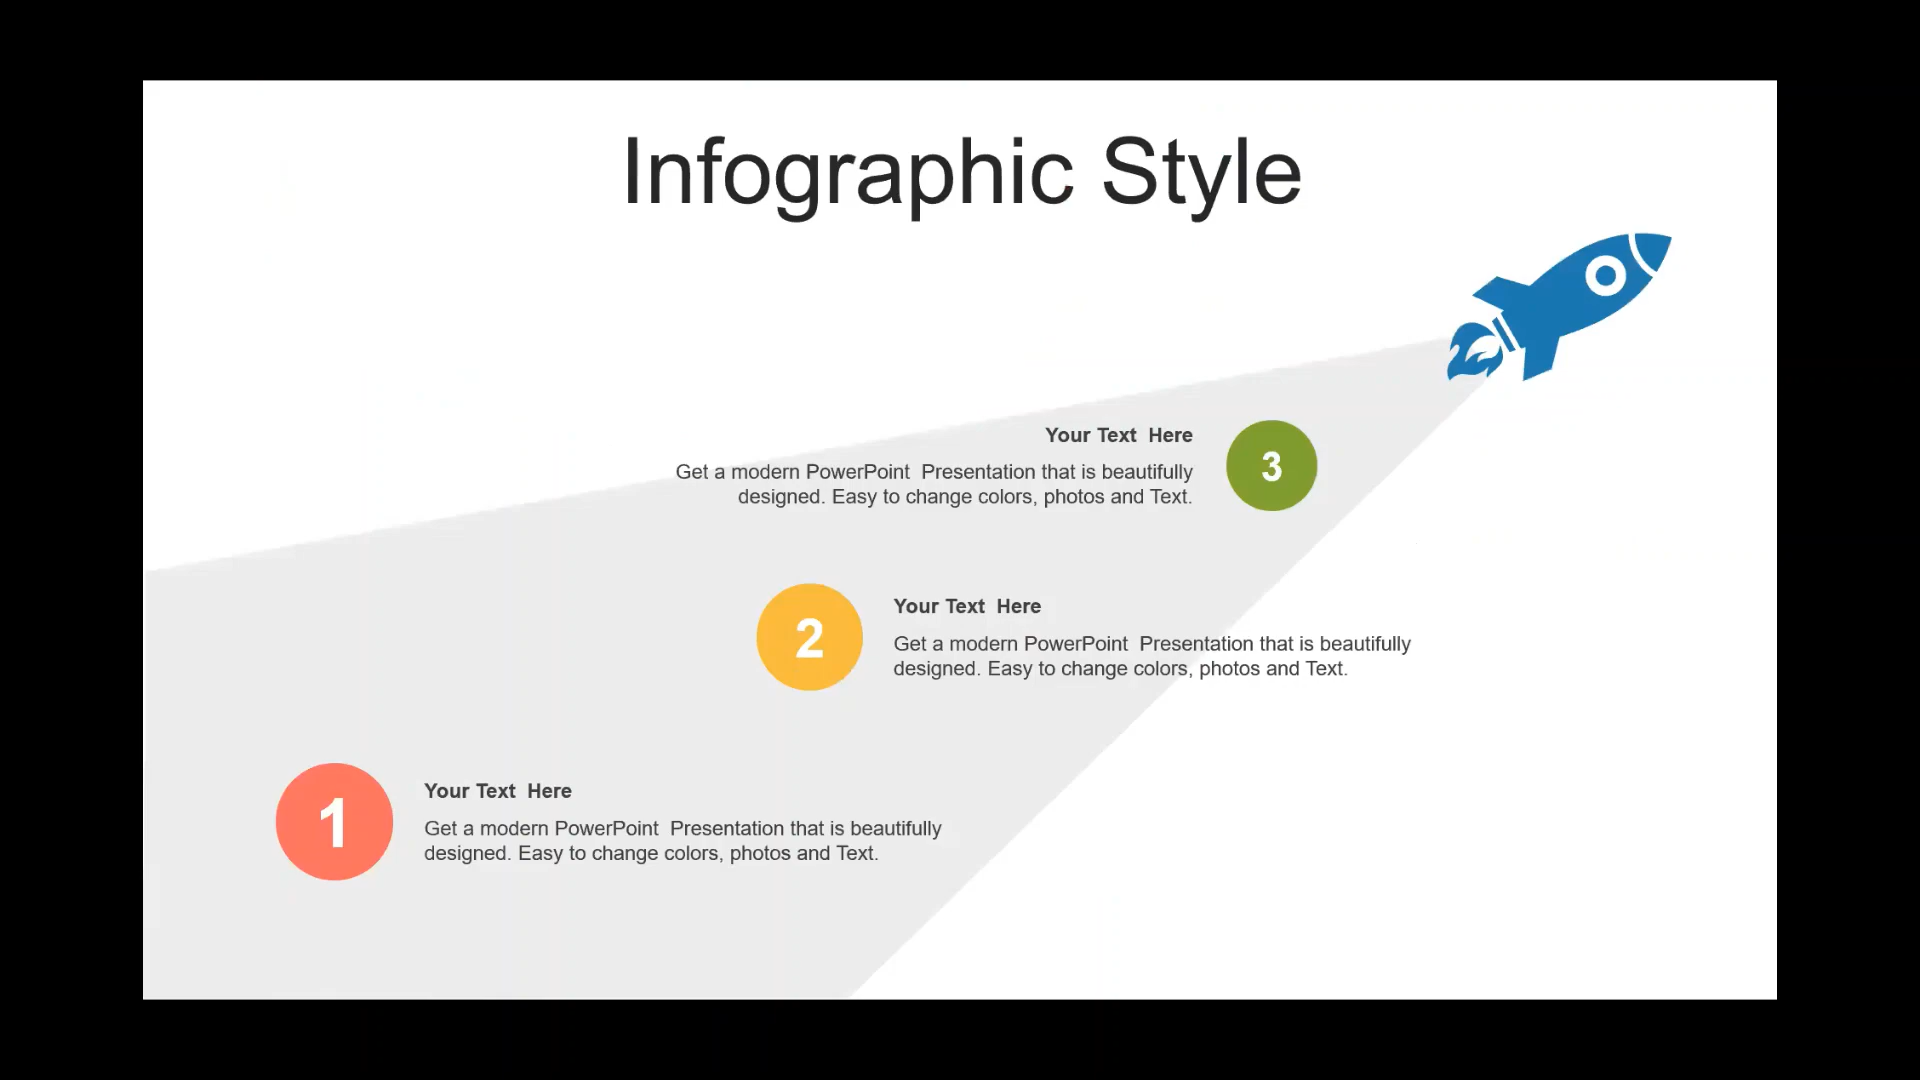 Infographic Style
Your Text  Here
Get a modern PowerPoint  Presentation that is beautifully
designed. Easy to change colors, photos and Text.
3
2
Your Text  Here
Get a modern PowerPoint  Presentation that is beautifully
designed. Easy to change colors, photos and Text.
1
Your Text  Here
Get a modern PowerPoint  Presentation that is beautifully
designed. Easy to change colors, photos and Text.